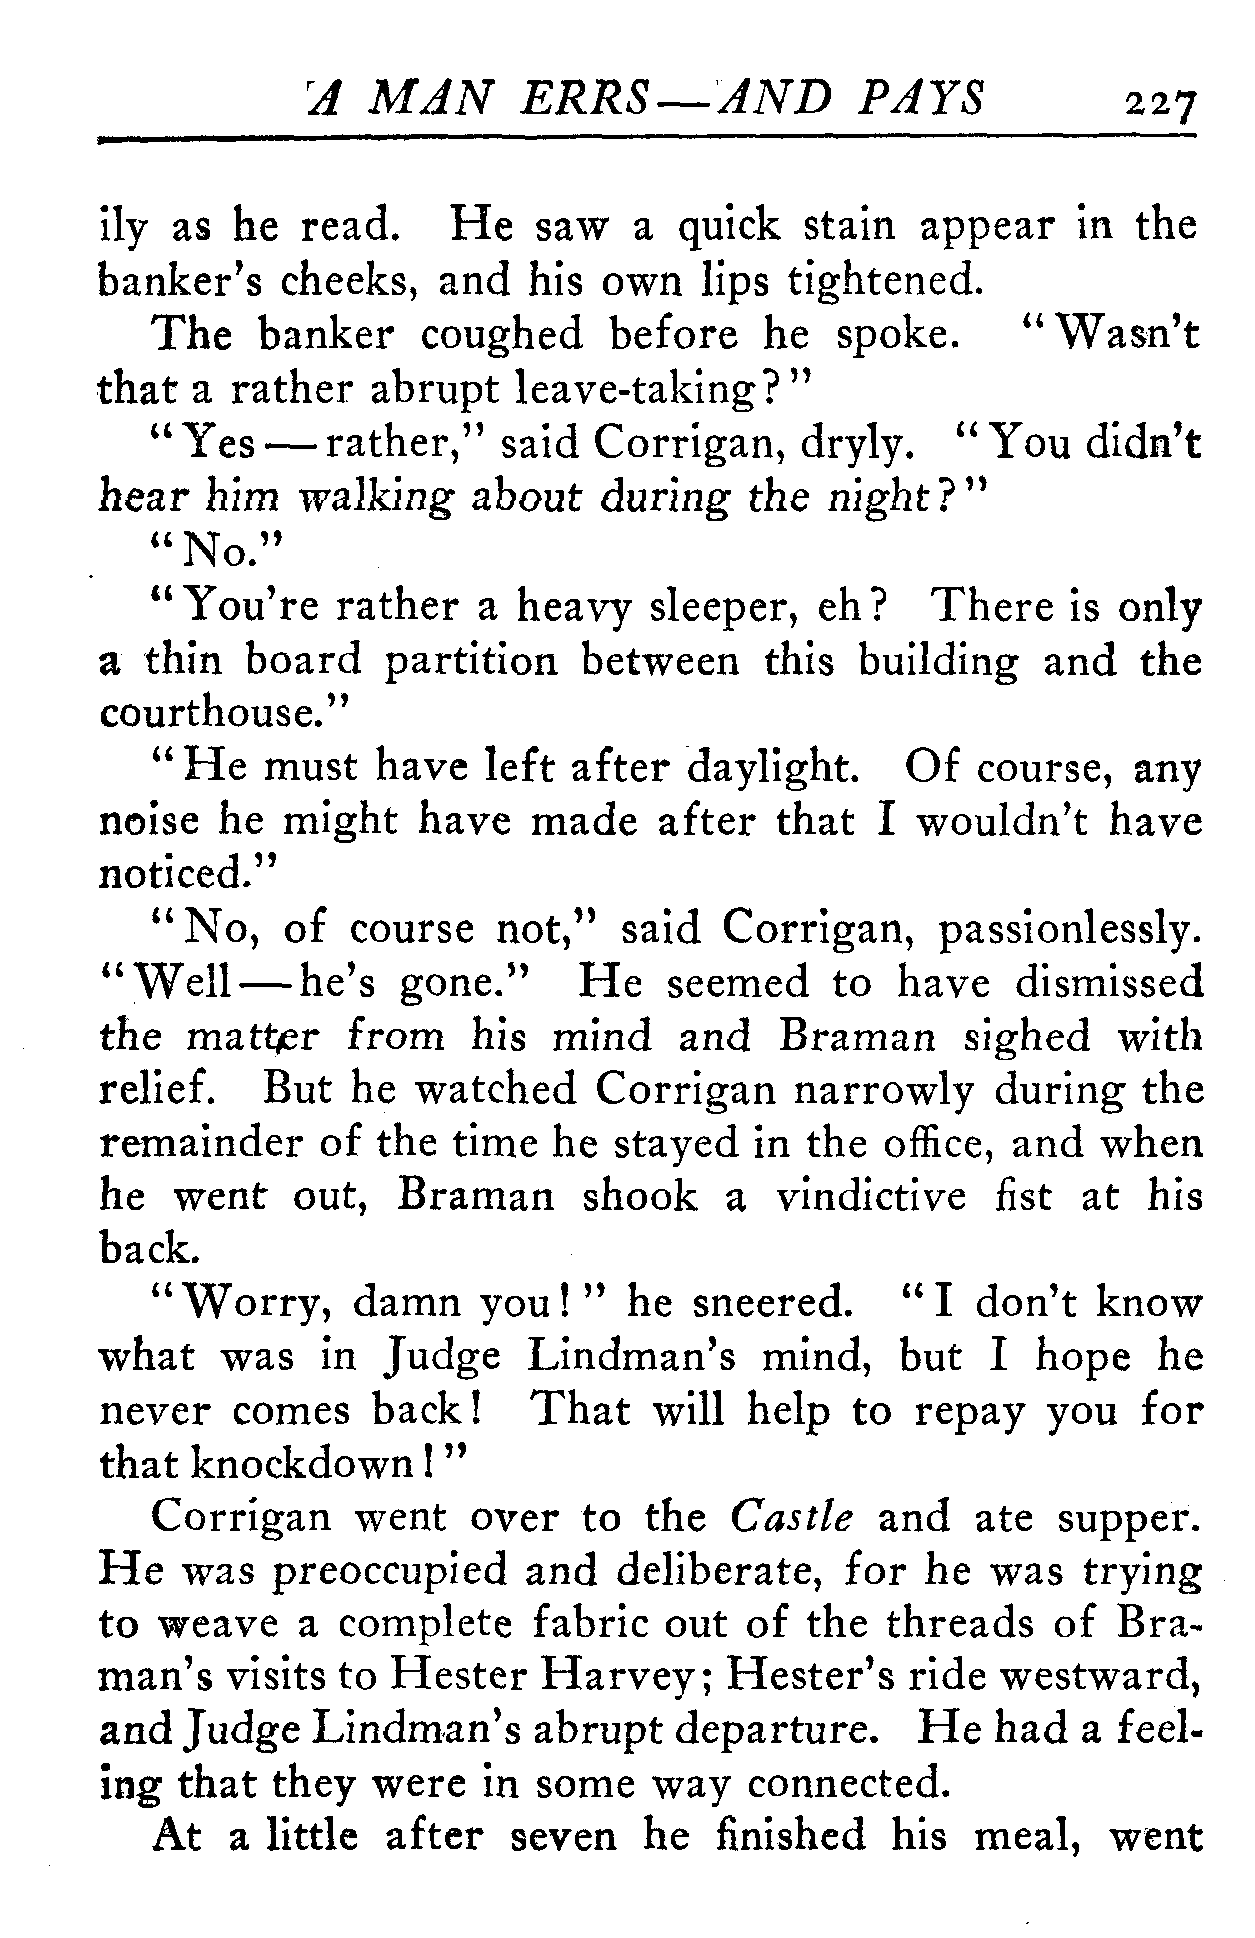 A MAN ERRS—AND PAYS 227
ily as he read. He saw a quick stain appear in the
banker's cheeks, and his own lips tightened.
The banker coughed before he spoke. "Wasn't
that a rather abrupt leave-taking?"
"Yes—rather," said Corrigan, dryly. "You didn't
hear him walking about during the night?"
"No."
"You're rather a heavy sleeper, eh? There is only
a thin board partition between this building and the
courthouse."
"He must have left after daylight. Of course, any
noise he might have made after that I wouldn't have
noticed."
"No, of course not," said Corrigan, passionlessly.
"Well—he's gone." He seemed to have dismissed
the matter from his mind and Braman sighed with
relief. But he watched Corrigan narrowly during the
remainder of the time he stayed in the office, and when
he went out, Braman shook a vindictive fist at his
back.
"Worry, damn you!" he sneered. "I don't know
what was in Judge Lindman's mind, but I hope he
never comes back! That will help to repay you for
that knockdown!"
Corrigan went over to the Castle and ate supper.
He was preoccupied and deliberate, for he was trying
to weave a complete fabric out of the threads of Bra-
man's visits to Hester Harvey; Hester's ride westward,
and Judge Lindman's abrupt departure. He had a feel-
ing that they were in some way connected.
At a little after seven he finished his meal, went